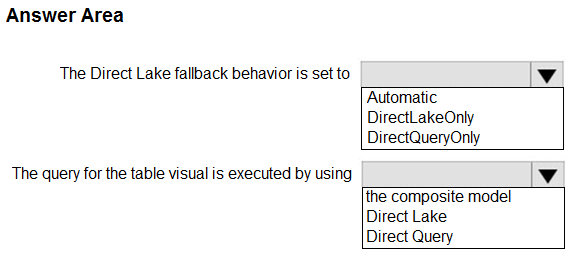 Answer Area
The Direct Lake fallback behavior is set to
Automatic
DirectLakeOnly
DirectQueryOnly
The query for the table visual is executed by using
the composite model
Direct Lake
Direct Query